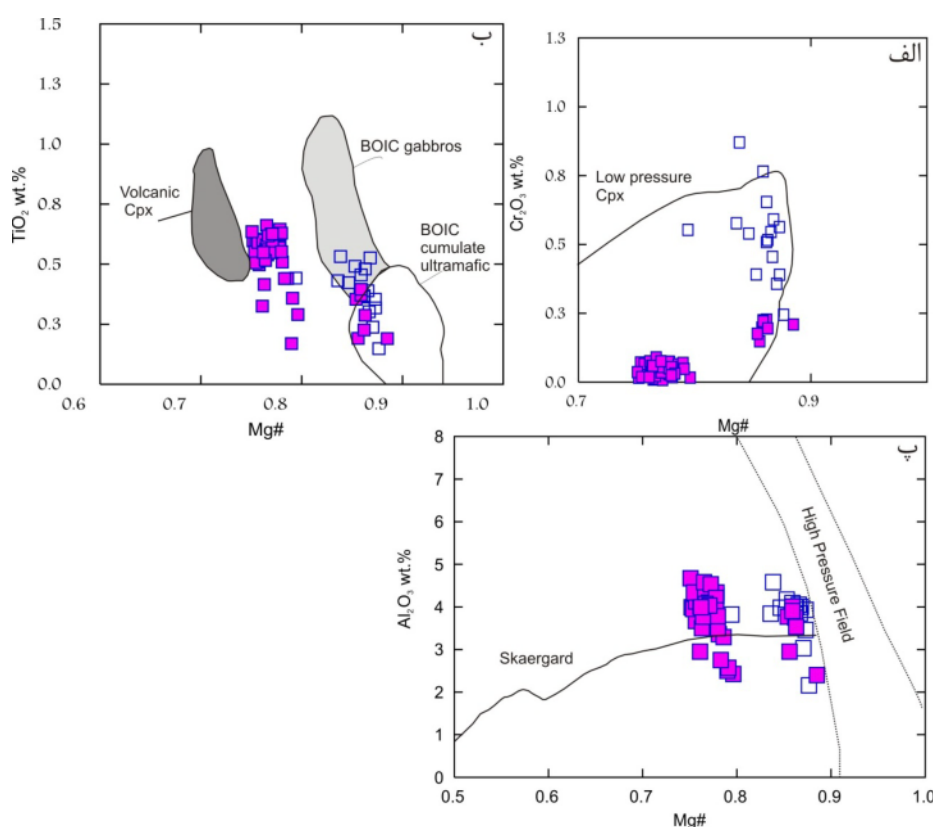 ب
1.5
1.3
1.0
0.8
0.5
0.3
0.0
TiO2 wt.%
Volcanic
Cpx
BOIC gabbros
BOIC
cumulate
ultramafic
0.6 0.7 0.8 0.9 1.0
Mg#
الف
1.3
1.0
0.8
0.5
0.3
0.0
Cr2O3 wt.%
Low pressure
Cpx
0.7 0.9
Mg#
پ
8
7
6
5
4
3
2
1
0
Al2O3 wt.%
Skaergard
High Pressure Field
0.5 0.6 0.7 0.8 0.9 1.0
Mg#